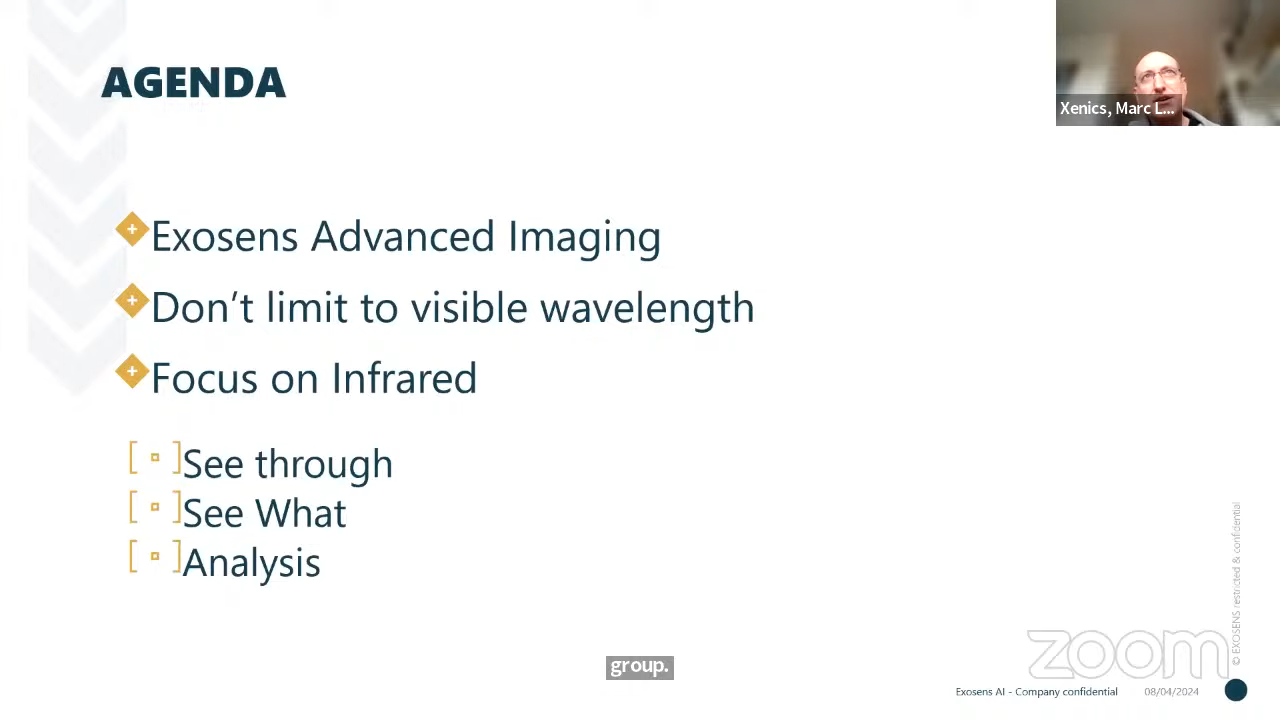 AGENDA
Xenics, Marc L...
Exosens Advanced Imaging
Don't limit to visible wavelength
Focus on Infrared
See through
See What
Analysis
© EXOSENS restricted & confidential
zoom
group.
Exosens AI - Company confidential
08/04/2024